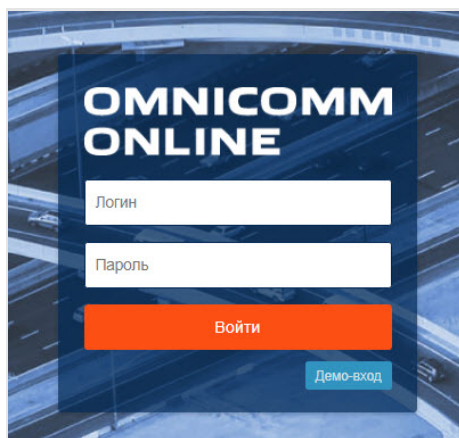 OMNICOMM
ONLINE
Логин
Пароль
Войти
Демо-вход